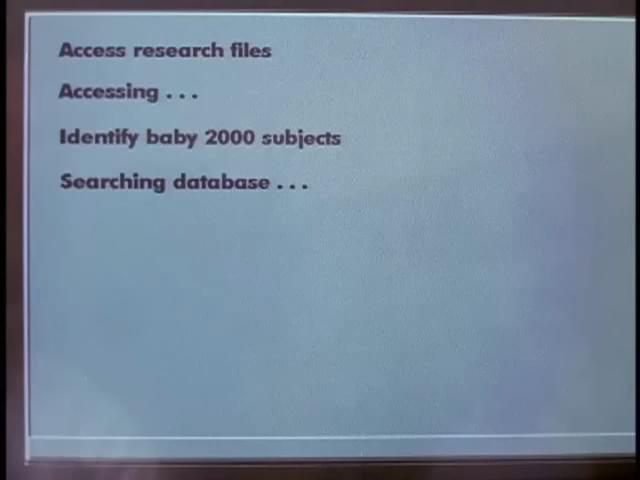 Access research files
Accessing . . .
Identify baby 2000 subjects
Searching database . . .